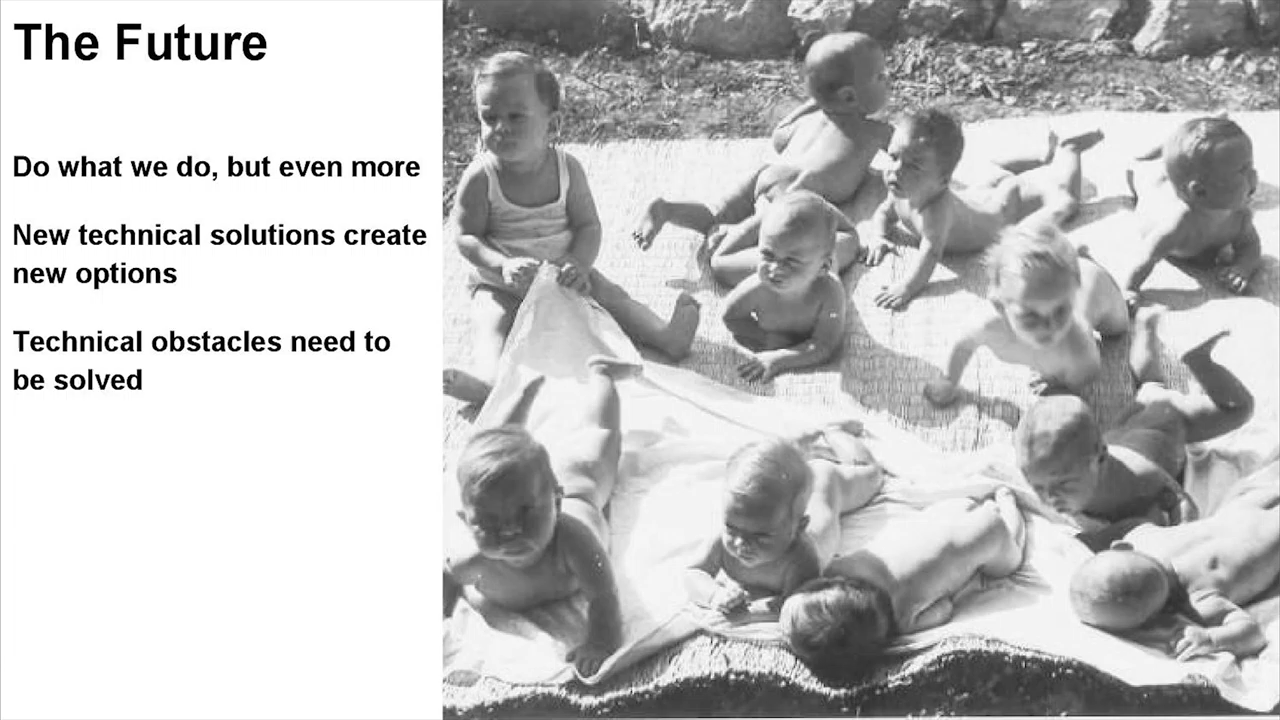 The Future
Do what we do, but even more
New technical solutions create
new options
Technical obstacles need to
be solved